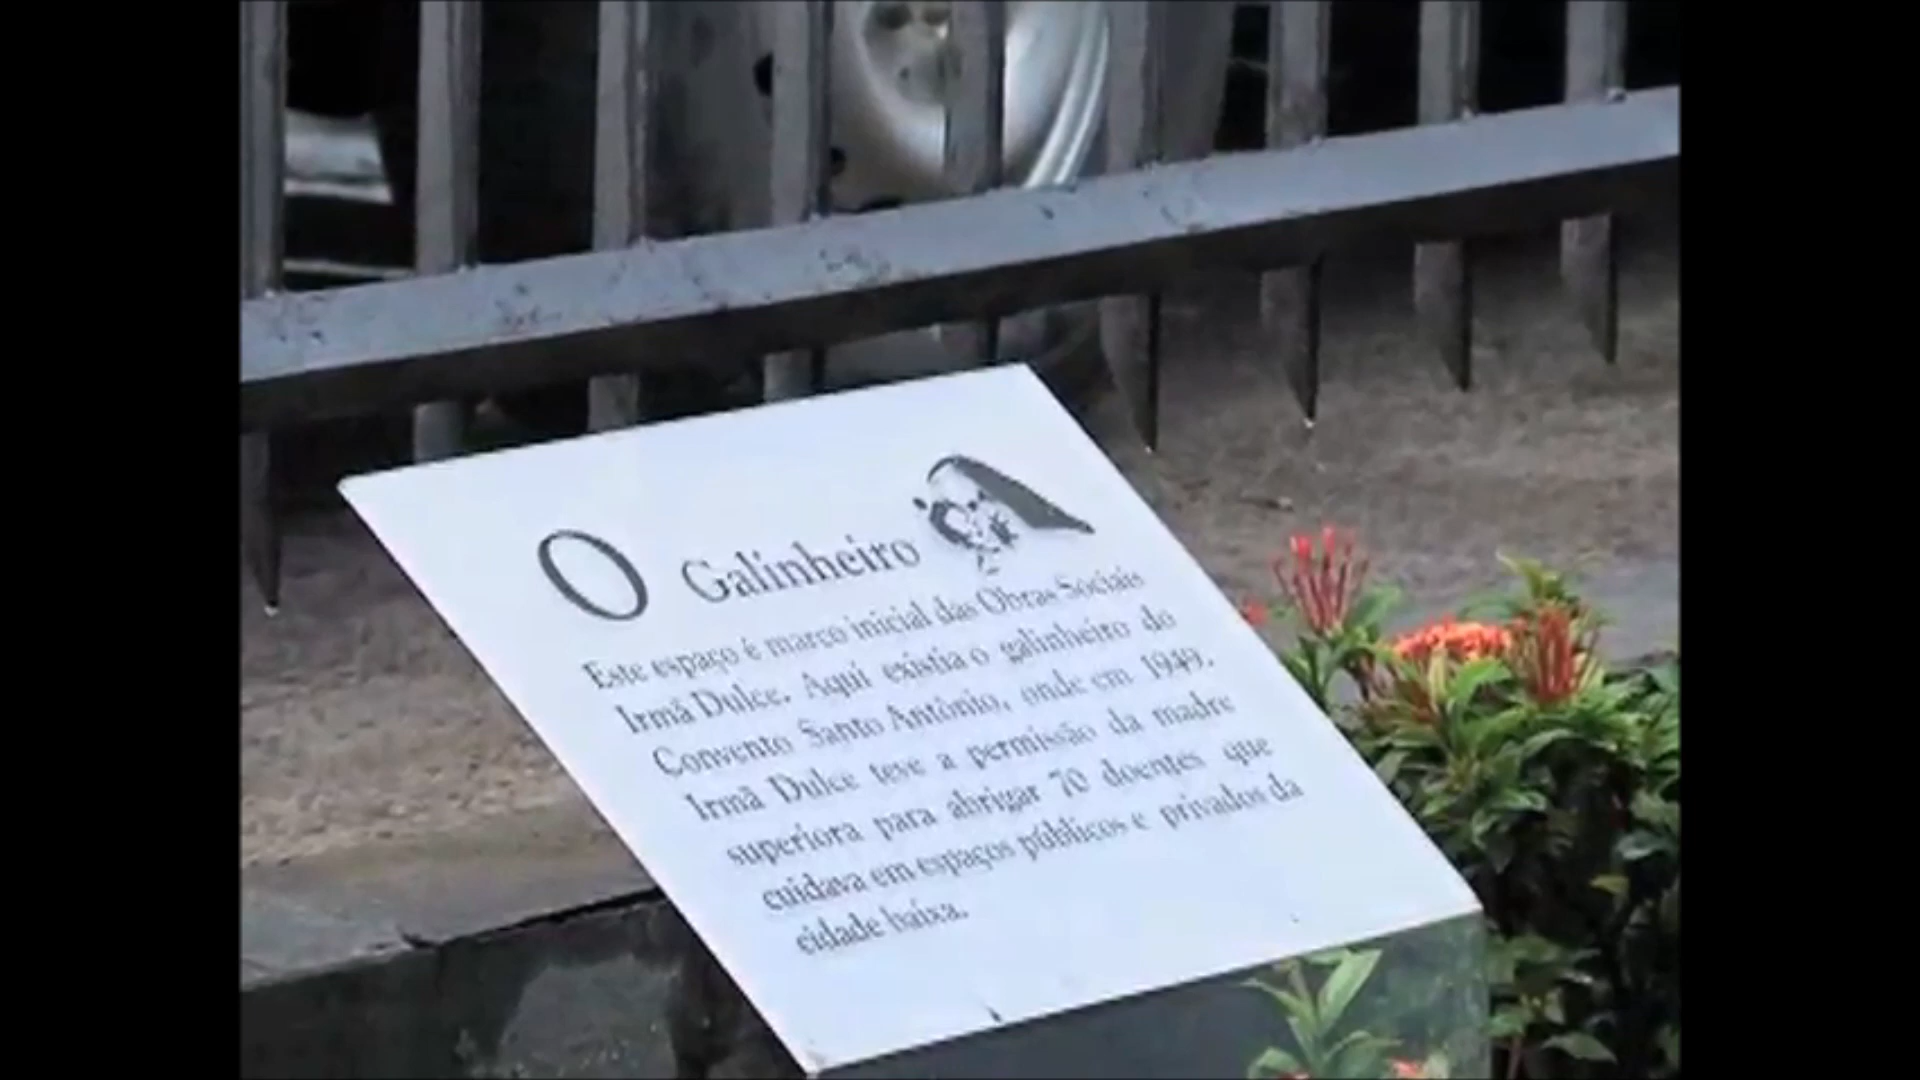 O Galinheiro
Este espaço é marco inicial das Obras Sociais
Irmã Dulce. Aqui existia o galinheiro do
Convento Santo Antônio, onde em 1949,
Irmã Dulce teve a permissão da madre
superiora para abrigar 70 doentes que
cuidava em espaços públicos e privados da
cidade baixa.